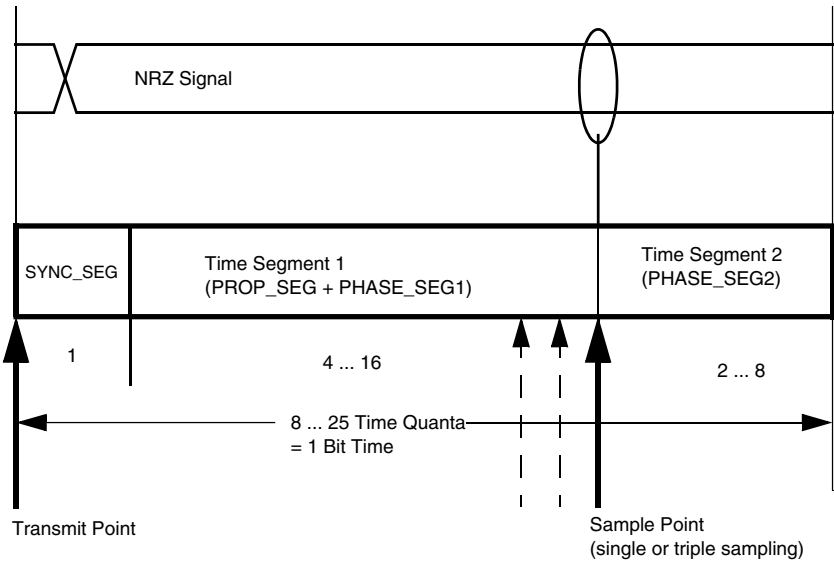 NRZ Signal
SYNC_SEG
Time Segment 1
(PROP_SEG + PHASE_SEG1)
Time Segment 2
(PHASE_SEG2)
1
4 ... 16
2 ... 8
8 ... 25 Time Quanta
= 1 Bit Time
Transmit Point
Sample Point
(single or triple sampling)